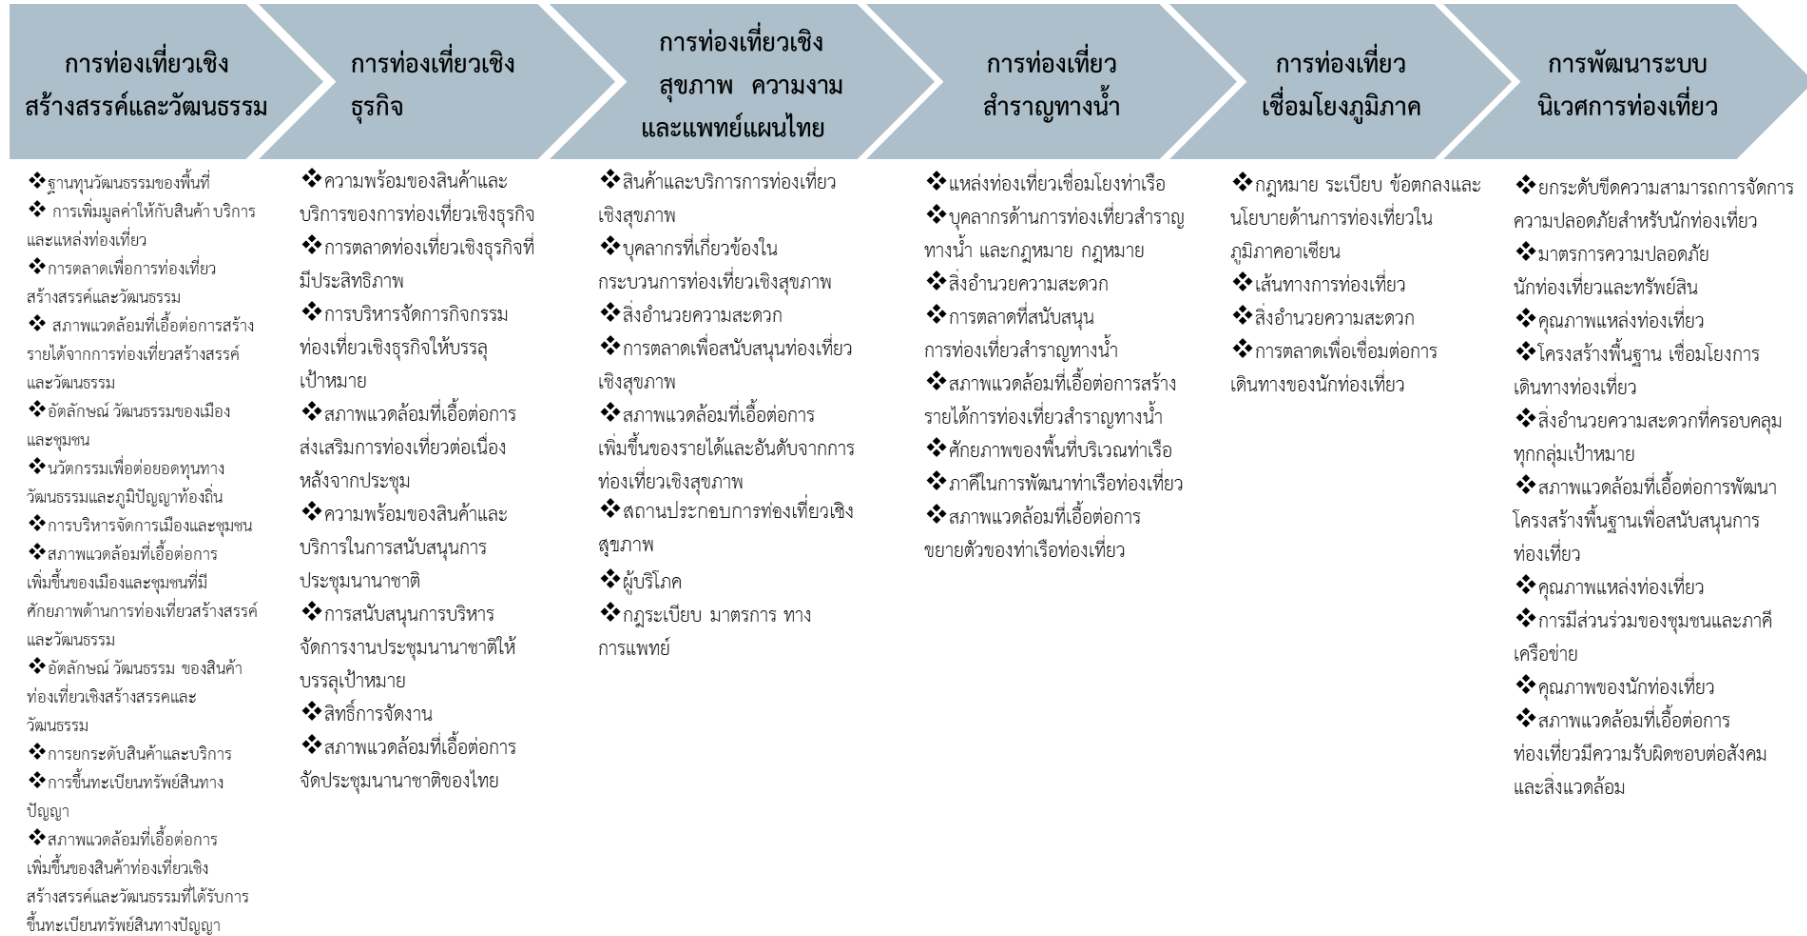 การท่องเที่ยวเชิง
สร้างสรรค์และวัฒนธรรม
❖ฐานทุนวัฒนธรรมของพื้นที่
❖ การเพิ่มมูลค่าให้กับสินค้า บริการ
และแหล่งท่องเที่ยว
❖การตลาดเพื่อการท่องเที่ยว
สร้างสรรค์และวัฒนธรรม
❖ สภาพแวดล้อมที่เอื้อต่อการสร้าง
รายได้จากการท่องเที่ยวสร้างสรรค์
และวัฒนธรรม
❖อัตลักษณ์ วัฒนธรรมของเมือง
และชุมชน
❖นวัตกรรมเพื่อต่อยอดทุนทาง
วัฒนธรรมและภูมิปัญญาท้องถิ่น
❖การบริหารจัดการเมืองและชุมชน
❖สภาพแวดล้อมที่เอื้อต่อการ
เพิ่มขึ้นของเมืองและชุมชนที่มี
ศักยภาพด้านการท่องเที่ยวสร้างสรรค์
และวัฒนธรรม
❖อัตลักษณ์ วัฒนธรรม ของสินค้า
ท่องเที่ยวเชิงสร้างสรรคและ
วัฒนธรรม
❖การยกระดับสินค้าและบริการ
❖การขึ้นทะเบียนทรัพย์สินทาง
ปัญญา
❖สภาพแวดล้อมที่เอื้อต่อการ
เพิ่มขึ้นของสินค้าท่องเที่ยวเชิง
สร้างสรรค์และวัฒนธรรมที่ได้รับการ
ขึ้นทะเบียนทรัพย์สินทางปัญญา
การท่องเที่ยวเชิง
ธุรกิจ
❖ความพร้อมของสินค้าและ
บริการของการท่องเที่ยวเชิงธุรกิจ
❖การตลาดท่องเที่ยวเชิงธุรกิจที่
มีประสิทธิภาพ
❖การบริหารจัดการกิจกรรม
ท่องเที่ยวเชิงธุรกิจให้บรรลุ
เป้าหมาย
❖สภาพแวดล้อมที่เอื้อต่อการ
ส่งเสริมการท่องเที่ยวต่อเนื่อง
หลังจากประชุม
❖ความพร้อมของสินค้าและ
บริการในการสนับสนุนการ
ประชุมนานาชาติ
❖การสนับสนุนการบริหาร
จัดการงานประชุมนานาชาติให้
บรรลุเป้าหมาย
❖สิทธิ์การจัดงาน
❖สภาพแวดล้อมที่เอื้อต่อการ
จัดประชุมนานาชาติของไทย
การท่องเที่ยวเชิง
สุขภาพ ความงาม
และแพทย์แผนไทย
❖สินค้าและบริการการท่องเที่ยว
เชิงสุขภาพ
❖บุคลากรที่เกี่ยวข้องใน
กระบวนการท่องเที่ยวเชิงสุขภาพ
❖สิ่งอำนวยความสะดวก
❖การตลาดเพื่อสนับสนุนท่องเที่ยว
เชิงสุขภาพ
❖สภาพแวดล้อมที่เอื้อต่อการ
เพิ่มขึ้นของรายได้และอันดับจากการ
ท่องเที่ยวเชิงสุขภาพ
❖สถานประกอบการท่องเที่ยวเชิง
สุขภาพ
❖ผู้บริโภค
❖กฎระเบียบ มาตรการ ทาง
การแพทย์
การท่องเที่ยว
สำราญทางน้ำ
❖แหล่งท่องเที่ยวเชื่อมโยงท่าเรือ
❖บุคลากรด้านการท่องเที่ยวสำราญ
ทางน้ำ และกฎหมาย กฎหมาย
❖สิ่งอำนวยความสะดวก
❖การตลาดที่สนับสนุน
การท่องเที่ยวสำราญทางน้ำ
❖สภาพแวดล้อมที่เอื้อต่อการสร้าง
รายได้การท่องเที่ยวสำราญทางน้ำ
❖ศักยภาพของพื้นที่บริเวณท่าเรือ
❖ภาคีในการพัฒนาท่าเรือท่องเที่ยว
❖สภาพแวดล้อมที่เอื้อต่อการ
ขยายตัวของท่าเรือท่องเที่ยว
การท่องเที่ยว
เชื่อมโยงภูมิภาค
❖กฎหมาย ระเบียบ ข้อตกลงและ
นโยบายด้านการท่องเที่ยวใน
ภูมิภาคอาเซียน
❖เส้นทางการท่องเที่ยว
❖สิ่งอำนวยความสะดวก
❖การตลาดเพื่อเชื่อมต่อการ
เดินทางของนักท่องเที่ยว
การพัฒนาระบบ
นิเวศการท่องเที่ยว
❖ยกระดับขีดความสามารถการจัดการ
ความปลอดภัยสำหรับนักท่องเที่ยว
❖มาตรการความปลอดภัย
นักท่องเที่ยวและทรัพย์สิน
❖คุณภาพแหล่งท่องเที่ยว
❖โครงสร้างพื้นฐาน เชื่อมโยงการ
เดินทางท่องเที่ยว
❖สิ่งอำนวยความสะดวกที่ครอบคลุม
ทุกกลุ่มเป้าหมาย
❖สภาพแวดล้อมที่เอื้อต่อการพัฒนา
โครงสร้างพื้นฐานเพื่อสนับสนุนการ
ท่องเที่ยว
❖คุณภาพแหล่งท่องเที่ยว
❖การมีส่วนร่วมของชุมชนและภาคี
เครือข่าย
❖คุณภาพของนักท่องเที่ยว
❖สภาพแวดล้อมที่เอื้อต่อการ
ท่องเที่ยวมีความรับผิดชอบต่อสังคม
และสิ่งแวดล้อม